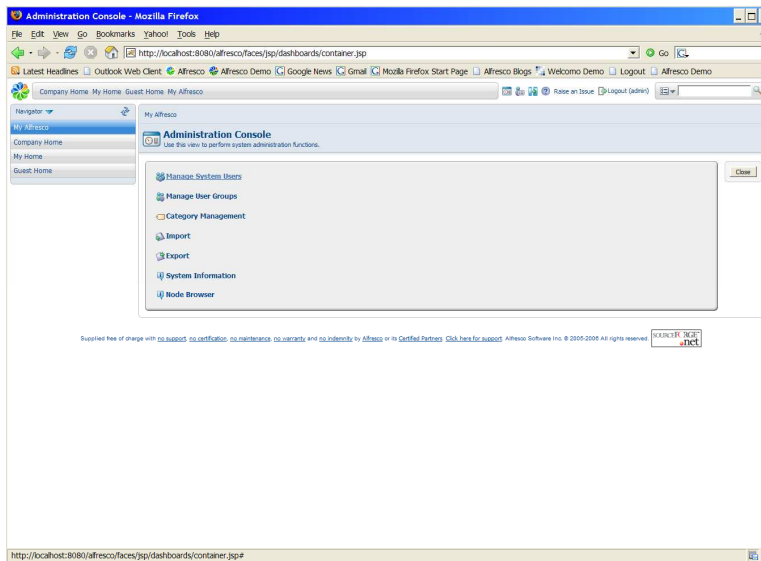 Administration Console - Mozilla Firefox
File Edit View Go Bookmarks Yahoo! Tools Help
http://localhost:8080/alfresco/faces/jsp/dashboards/container.jsp Go
Latest Headlines Outlook Web Client Alfresco Alfresco Demo Google News Gmail Mozilla Firefox Start Page Alfresco Blogs Welcomo Demo Logout Alfresco Demo
Company Home My Home Guest Home My Alfresco Raise an Issue Logout (admin)
Navigator
My Alfresco
Company Home
My Home
Guest Home
My Alfresco
Administration Console
Use this view to perform system administration functions.
Close
Manage System Users
Manage User Groups
Category Management
Import
Export
System Information
Node Browser
Supplied free of charge with no support, no certification, no maintenance, no warranty and no indemnity by Alfresco or its Certified Partners. Click here for support. Alfresco Software Inc. © 2005-2006 All rights reserved.
SOURCEFORGE
.net
http://localhost:8080/alfresco/faces/jsp/dashboards/container.jsp#